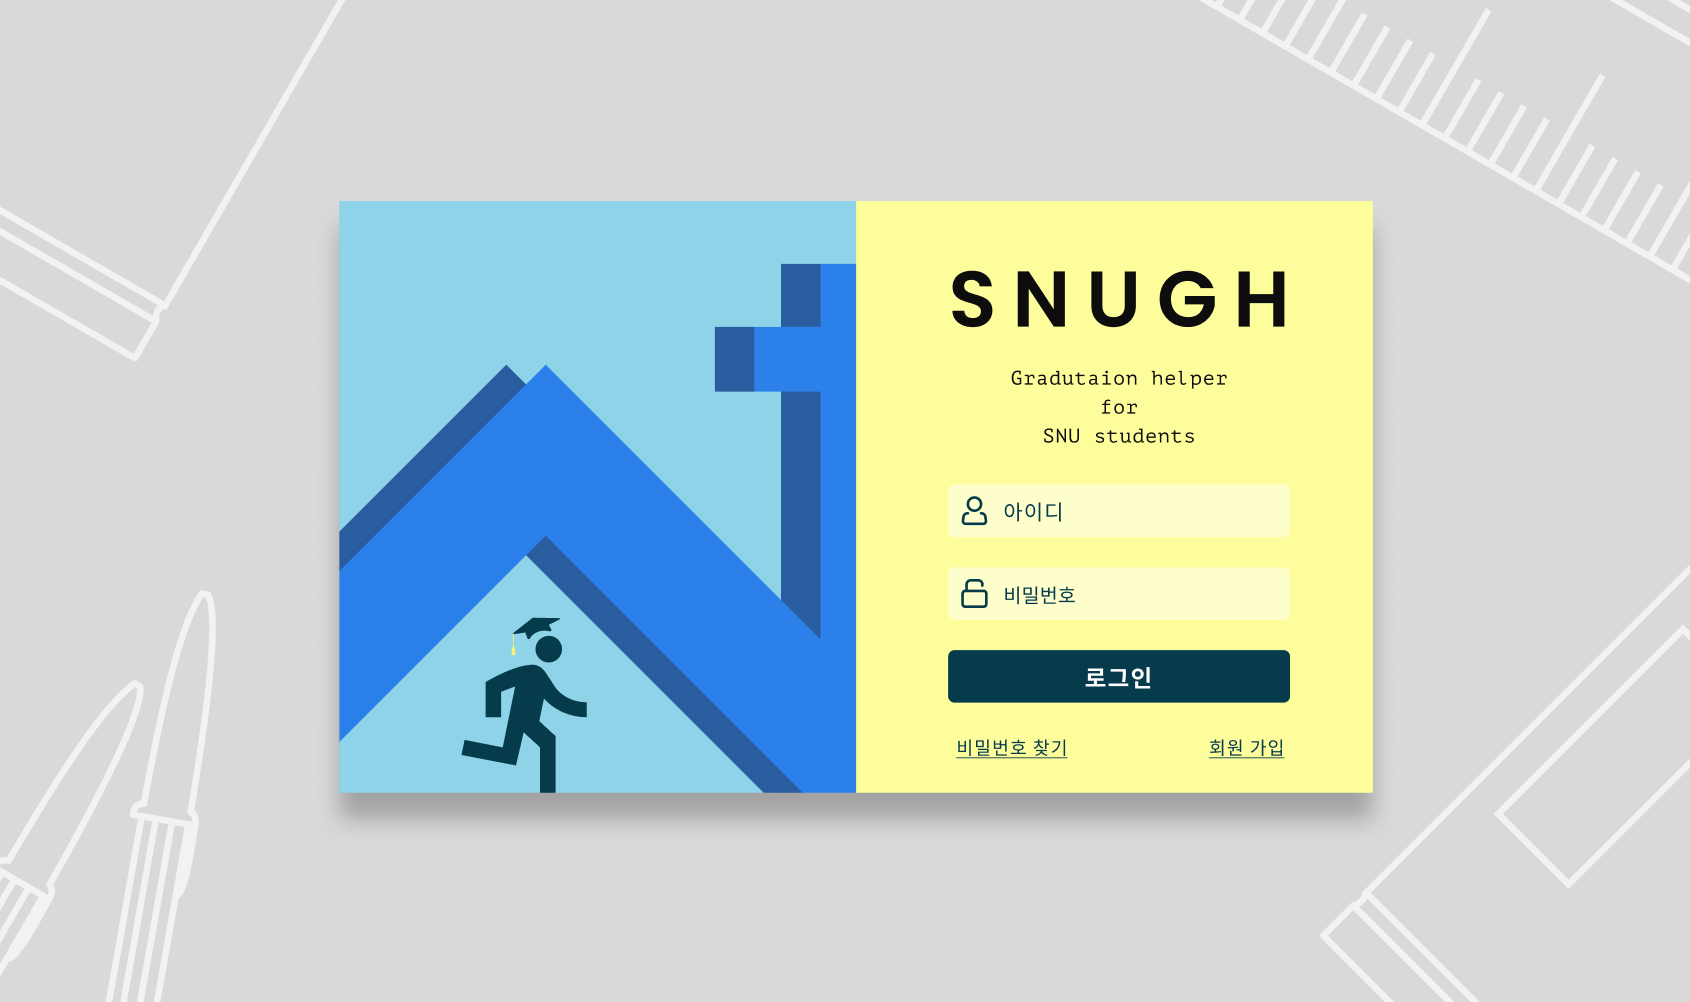 SNUGH
Gradutaion helper
for
SNU students
아이디
비밀번호
로그인
비밀번호 찾기 회원 가입